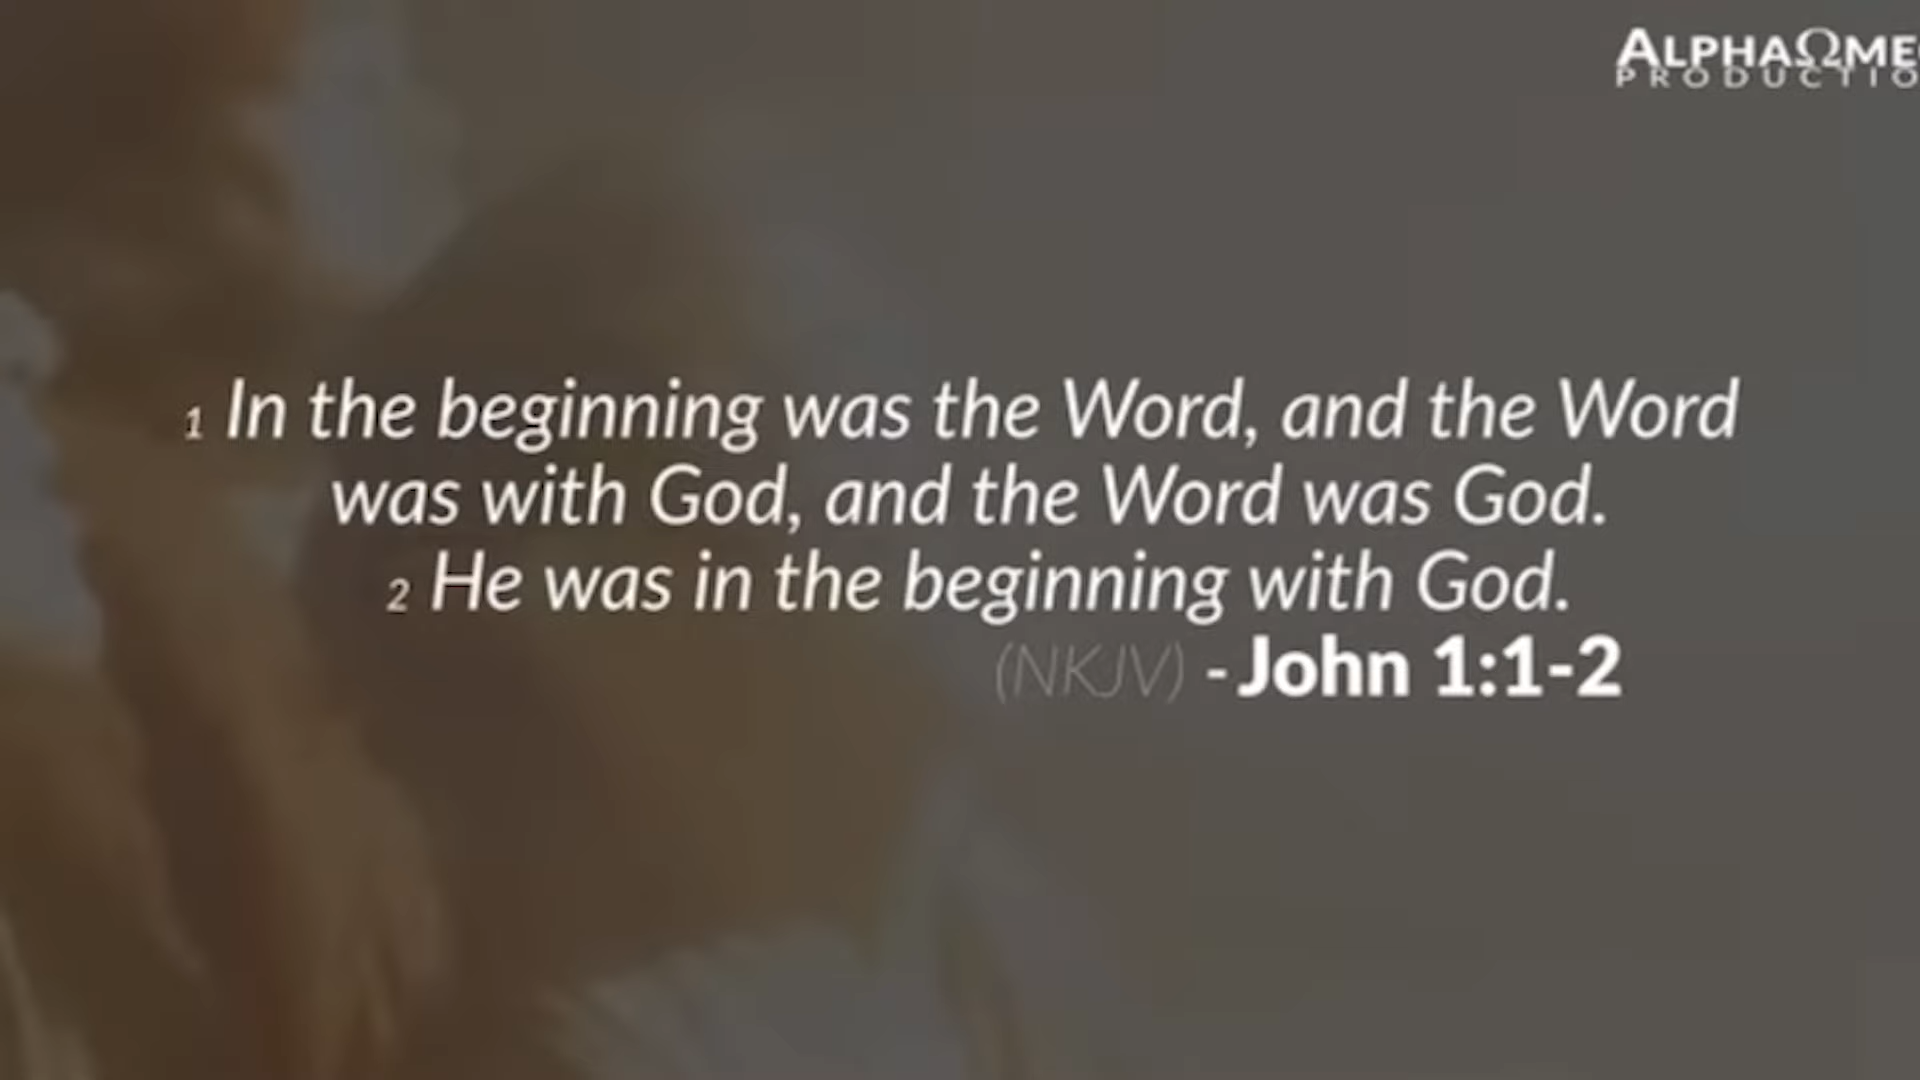 ALPHAΩME
PRODUCTIO
1 In the beginning was the Word, and the Word
was with God, and the Word was God.
2 He was in the beginning with God.
(NKJV) - John 1:1-2